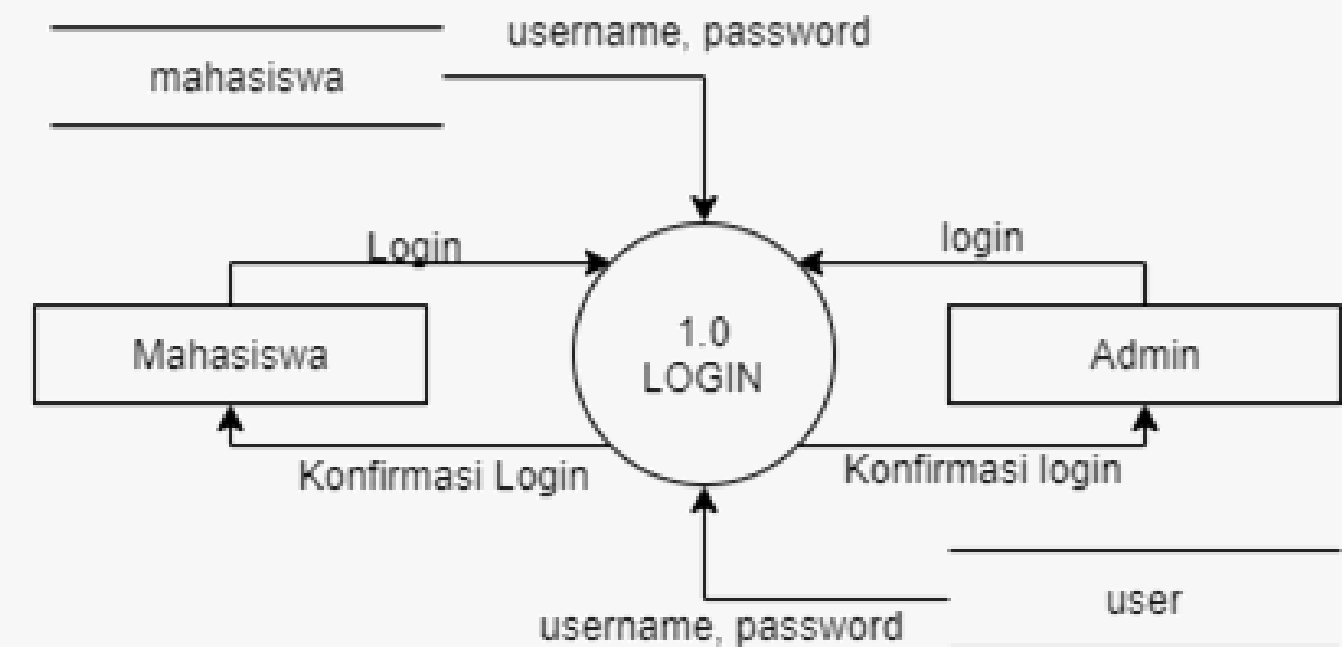 username, password
mahasiswa
Login
login
Mahasiswa
1.0
LOGIN
Admin
Konfirmasi Login
Konfirmasi login
user
username, password